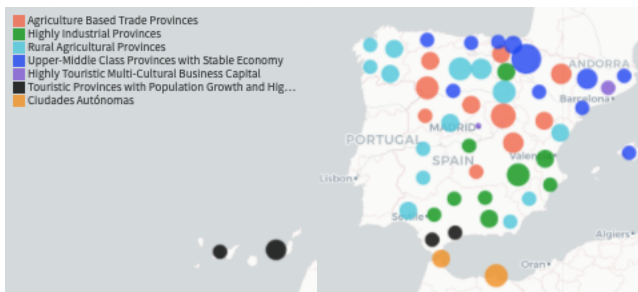 Agriculture Based Trade Provinces
Highly Industrial Provinces
Rural Agricultural Provinces
Upper-Middle Class Provinces with Stable Economy
Highly Touristic Multi-Cultural Business Capital
Touristic Provinces with Population Growth and Hig...
Ciudades Autónomas
ANDORRA
Barcelona
MADRID
PORTUGAL
SPAIN
Valencia
Lisbon
Seville
Algiers
Oran